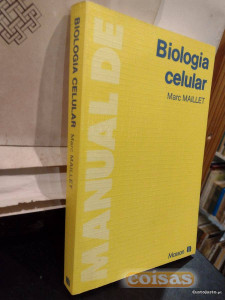 BIOLOGIA CELULAR MARC MAILLET
MANUAL DE
Biologia
celular
Marc MAILLET
Masson
coisas